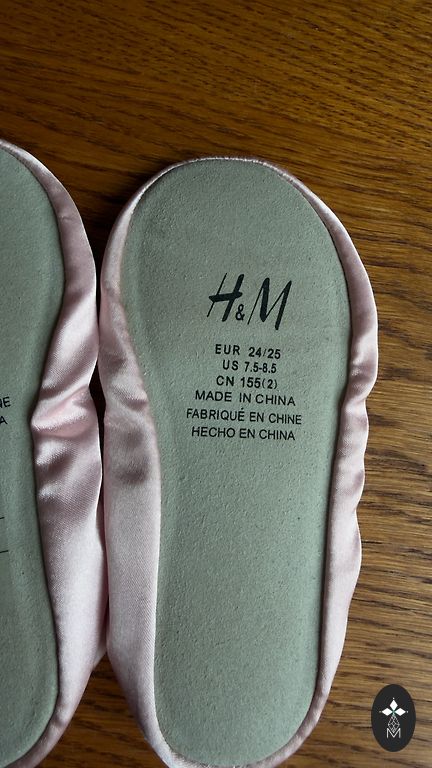 H&M
EUR 24/25
US 7.5-8.5
CN 155(2)
MADE IN CHINA
FABRIQUÉ EN CHINE
HECHO EN CHINA
NE
A
M